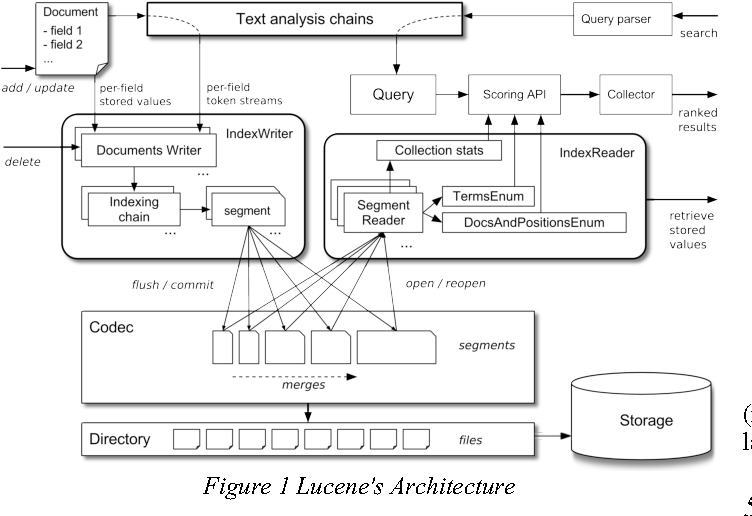 Document
- field 1
- field 2
...
Text analysis chains
Query parser
search
add / update
per-field
stored values
per-field
token streams
Query
Scoring API
Collector
ranked
results
delete
IndexWriter
Documents Writer
...
Indexing
chain
...
segment
...
IndexReader
Collection stats
Segment
Reader
...
TermsEnum
DocsAndPositionsEnum
retrieve
stored
values
flush / commit
open / reopen
Codec
segments
merges
Directory
files
Storage
Figure 1 Lucene's Architecture